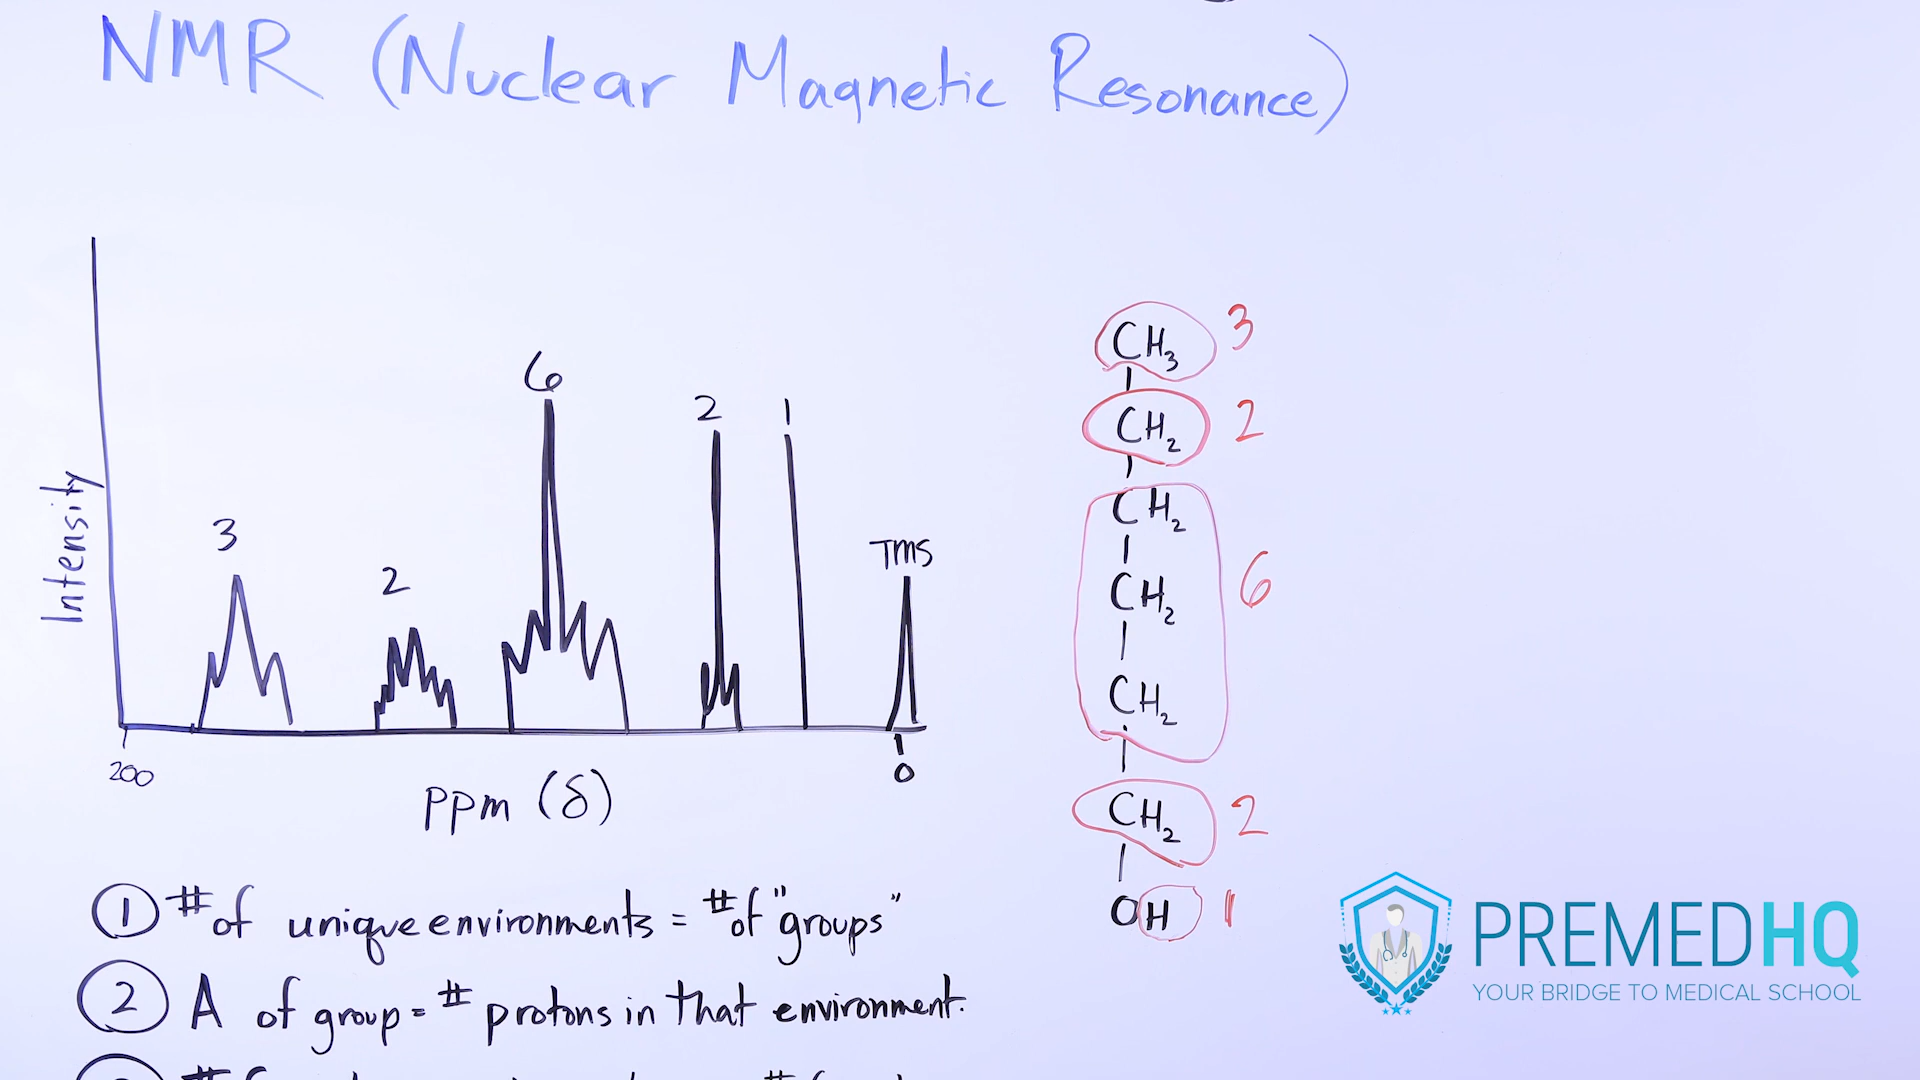 NMR (Nuclear Magnetic Resonance)
Intensity
3
2
6
2
1
TMS
200
0
ppm (δ)
CH₃ 3
CH₂ 2
CH₂
CH₂ 6
CH₂
CH₂ 2
OH 1
① # of unique environments = # of "groups"
② A of group = # protons in that environment.
PREMEDHQ
YOUR BRIDGE TO MEDICAL SCHOOL